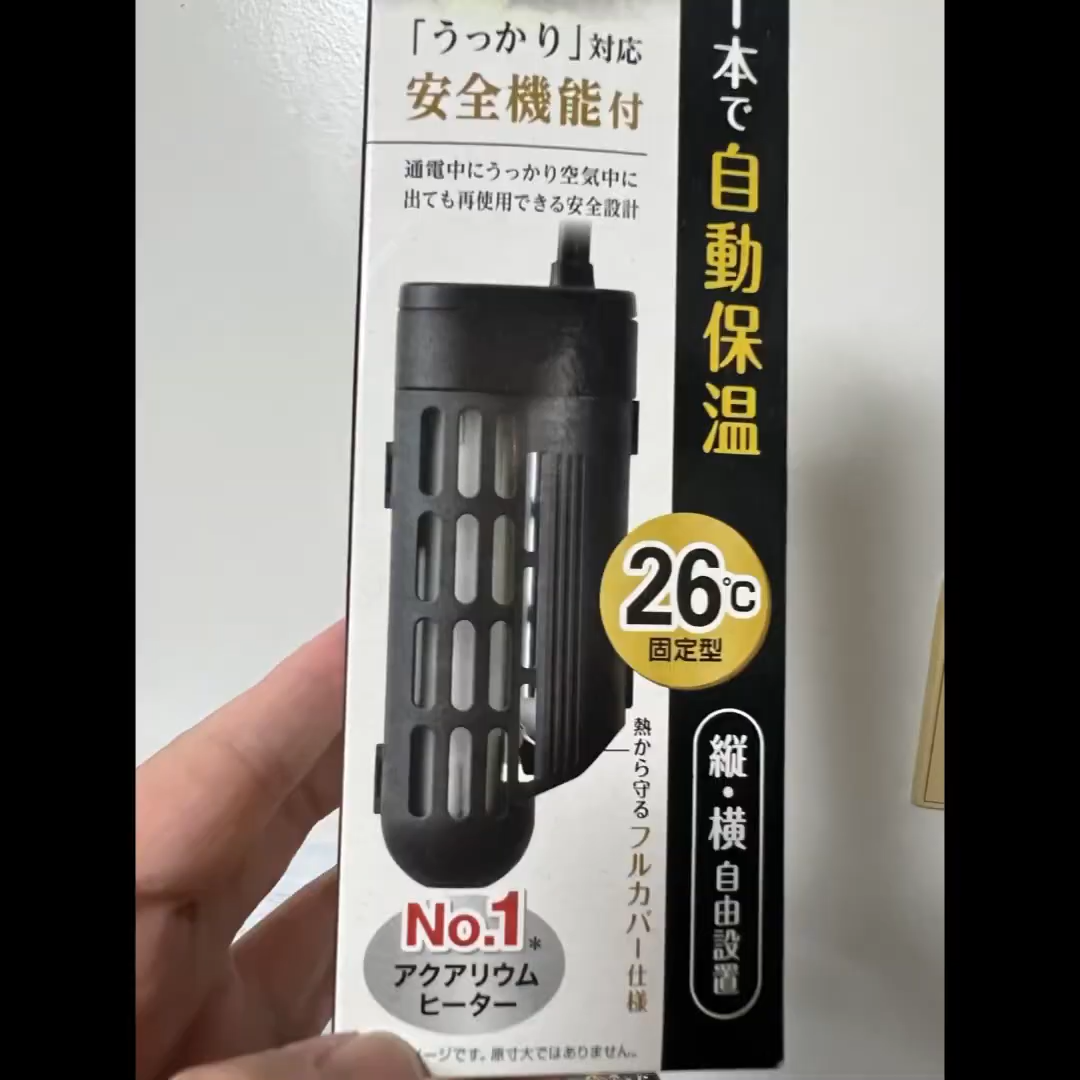 「うっかり」対応
安全機能付
通電中にうっかり空気中に
出ても再使用できる安全設計
本で自動保温
26℃
固定型
縦・横自由設置
熱から守るフルカバー仕様
No.1*
アクアリウム
ヒーター
メージです。原寸大ではありません。